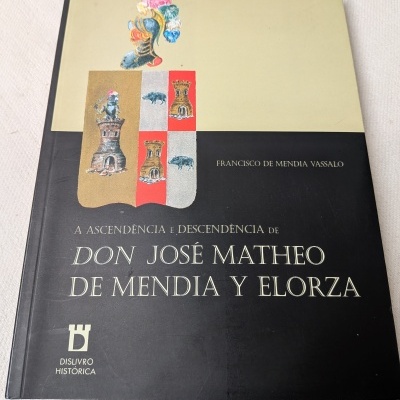 FRANCISCO DE MENDIA VASSALO
A ASCENDÊNCIA E DESCENDÊNCIA DE
DON JOSÉ MATHEO
DE MENDIA Y ELORZA
DISLIVRO
HISTÓRICA